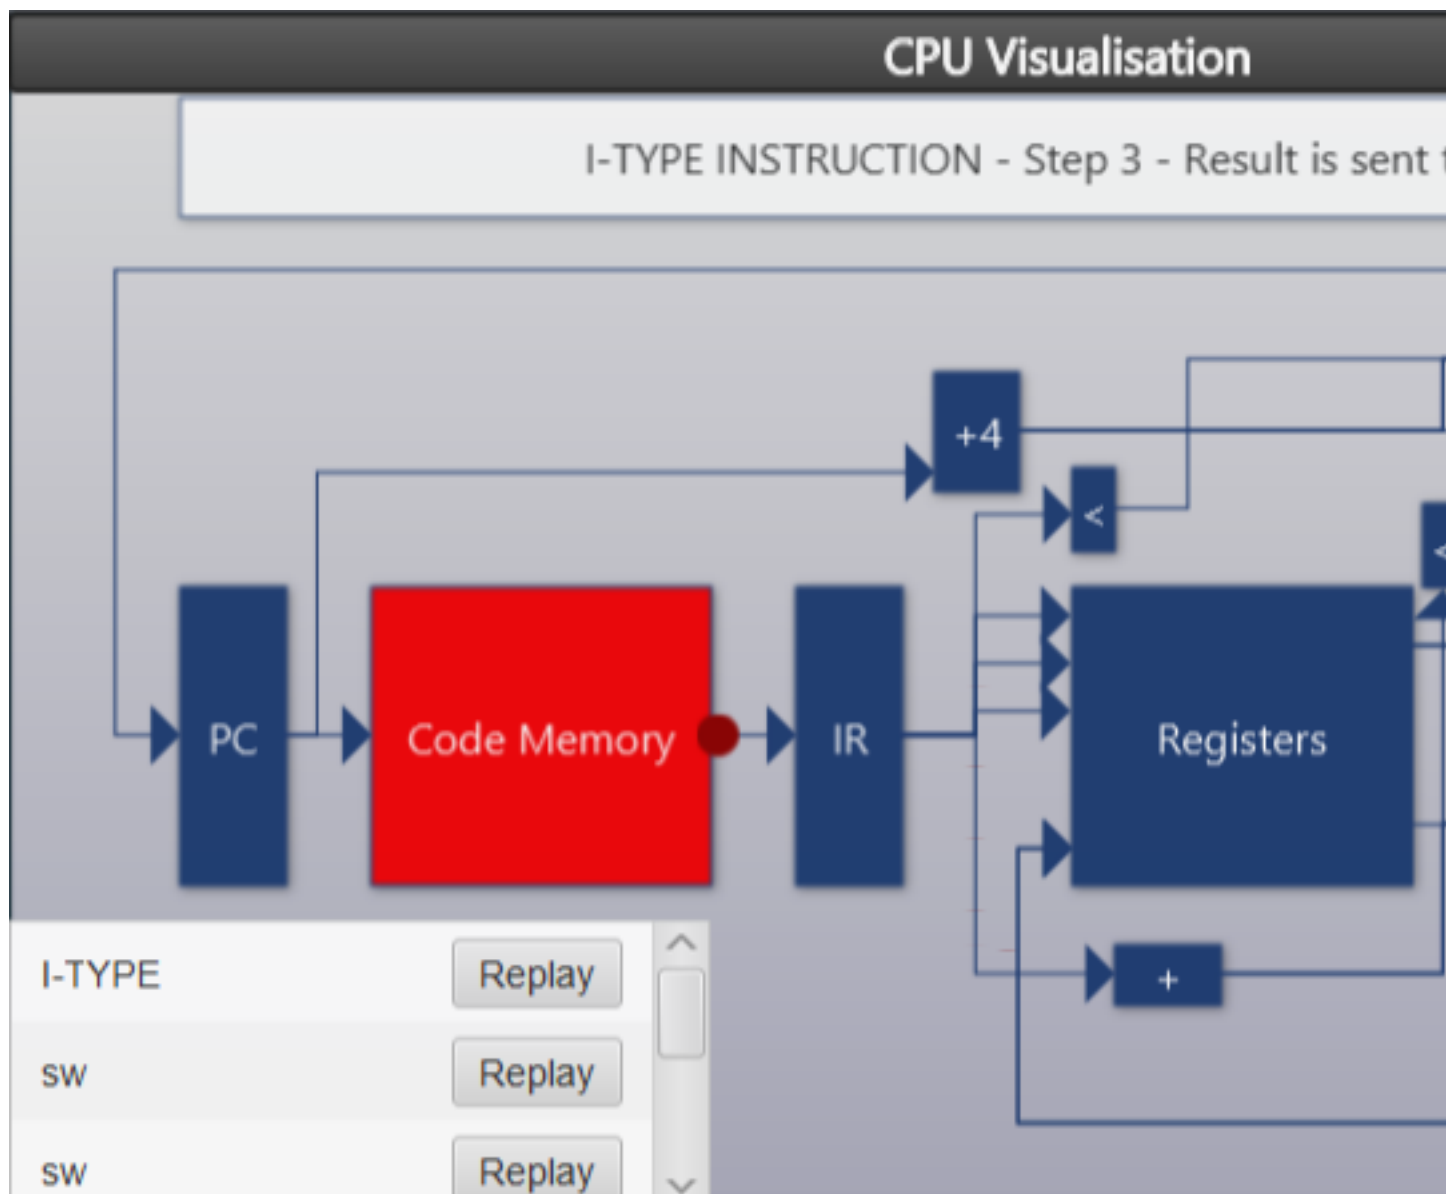 CPU Visualisation
I-TYPE INSTRUCTION - Step 3 - Result is sent
+4
<
<
PC
Code Memory
IR
Registers
+
I-TYPE Replay
sw Replay
sw Replay